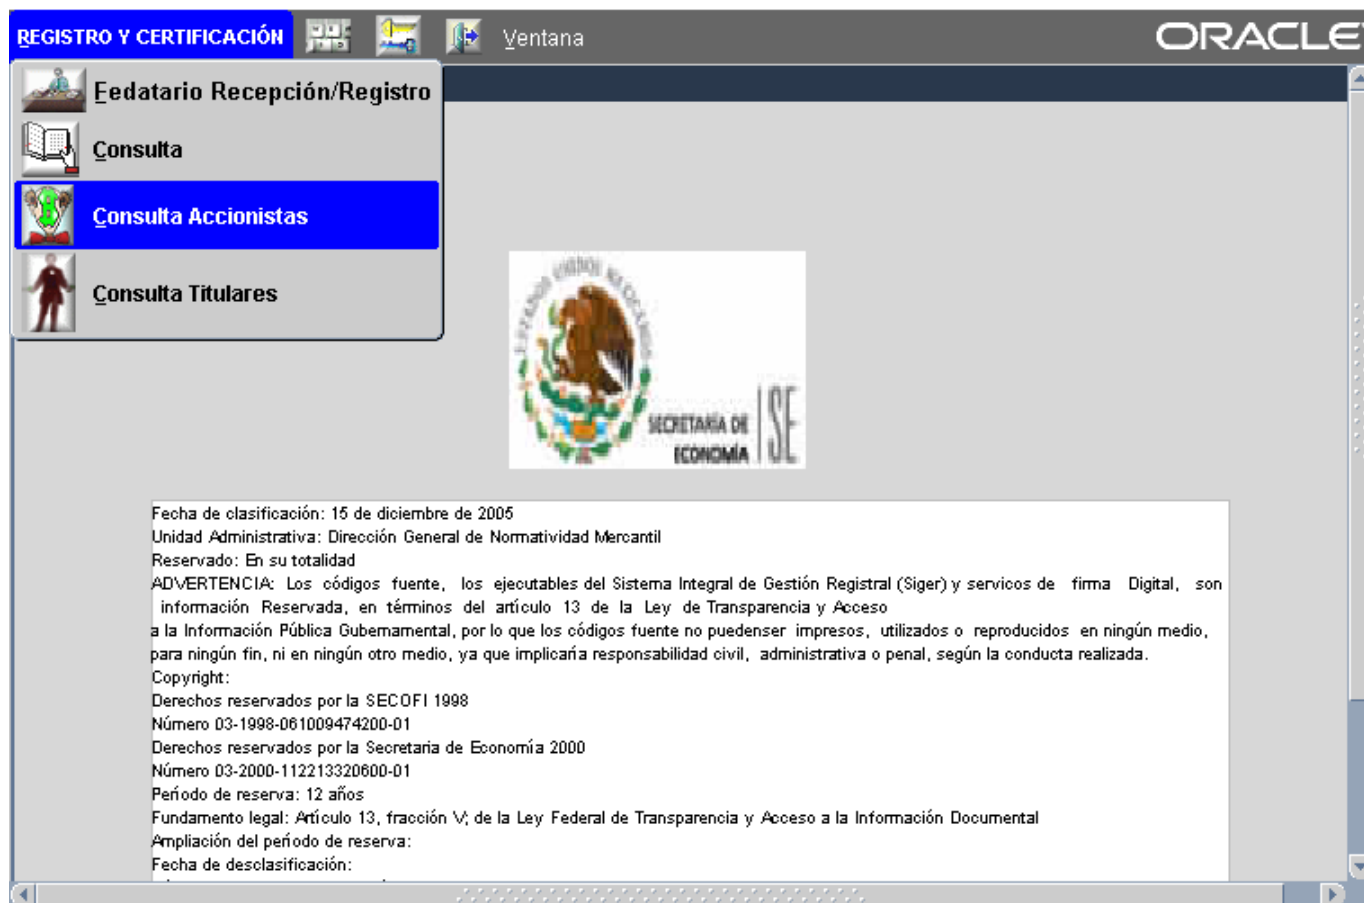 REGISTRO Y CERTIFICACIÓN Ventana ORACLE
Fedatario Recepción/Registro
Consulta
Consulta Accionistas
Consulta Titulares
ESTADOS UNIDOS MEXICANOS
SECRETARÍA DE
ECONOMÍA
SE
Fecha de clasificación: 15 de diciembre de 2005
Unidad Administrativa: Dirección General de Normatividad Mercantil
Reservado: En su totalidad
ADVERTENCIA: Los códigos fuente, los ejecutables del Sistema Integral de Gestión Registral (Siger) y servicos de firma Digital, son
información Reservada, en términos del artículo 13 de la Ley de Transparencia y Acceso
a la Información Pública Gubernamental, por lo que los códigos fuente no puedenser impresos, utilizados o reproducidos en ningún medio,
para ningún fin, ni en ningún otro medio, ya que implicaría responsabilidad civil, administrativa o penal, según la conducta realizada.
Copyright:
Derechos reservados por la SECOFI 1998
Número 03-1998-061009474200-01
Derechos reservados por la Secretaria de Economía 2000
Número 03-2000-112213320600-01
Período de reserva: 12 años
Fundamento legal: Artículo 13, fracción V; de la Ley Federal de Transparencia y Acceso a la Información Documental
Ampliación del período de reserva:
Fecha de desclasificación: